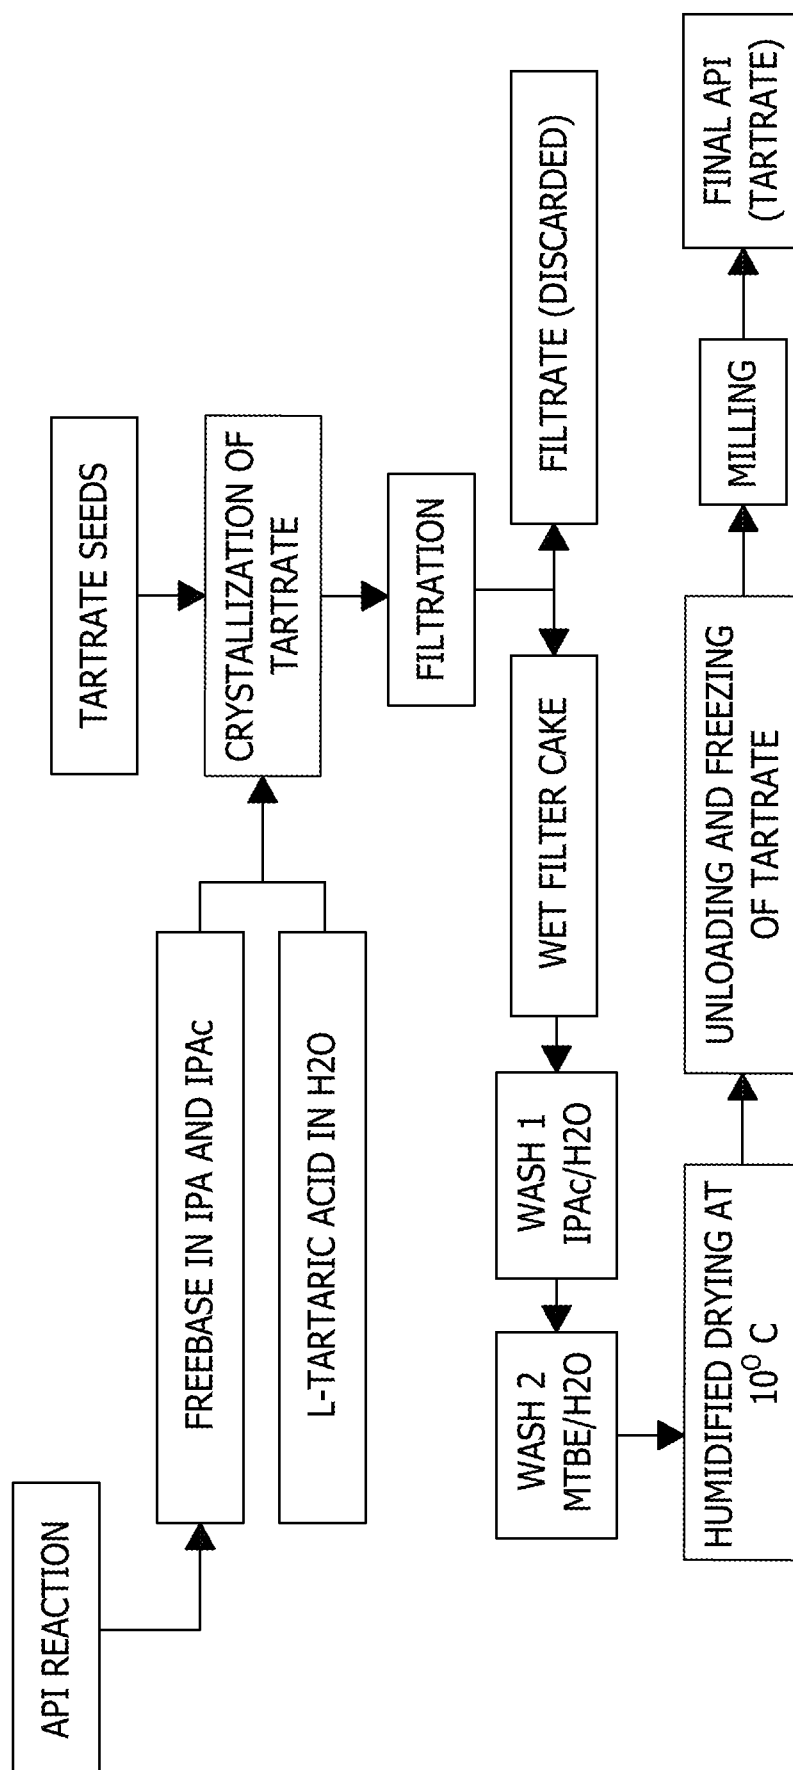 API REACTION
FREEBASE IN IPA AND IPAc
L-TARTARIC ACID IN H2O
TARTRATE SEEDS
CRYSTALLIZATION OF
TARTRATE
FILTRATION
FILTRATE (DISCARDED)
WET FILTER CAKE
WASH 1
IPAc/H2O
WASH 2
MTBE/H2O
HUMIDIFIED DRYING AT
10⁰ C
UNLOADING AND FREEZING
OF TARTRATE
MILLING
FINAL API
(TARTRATE)